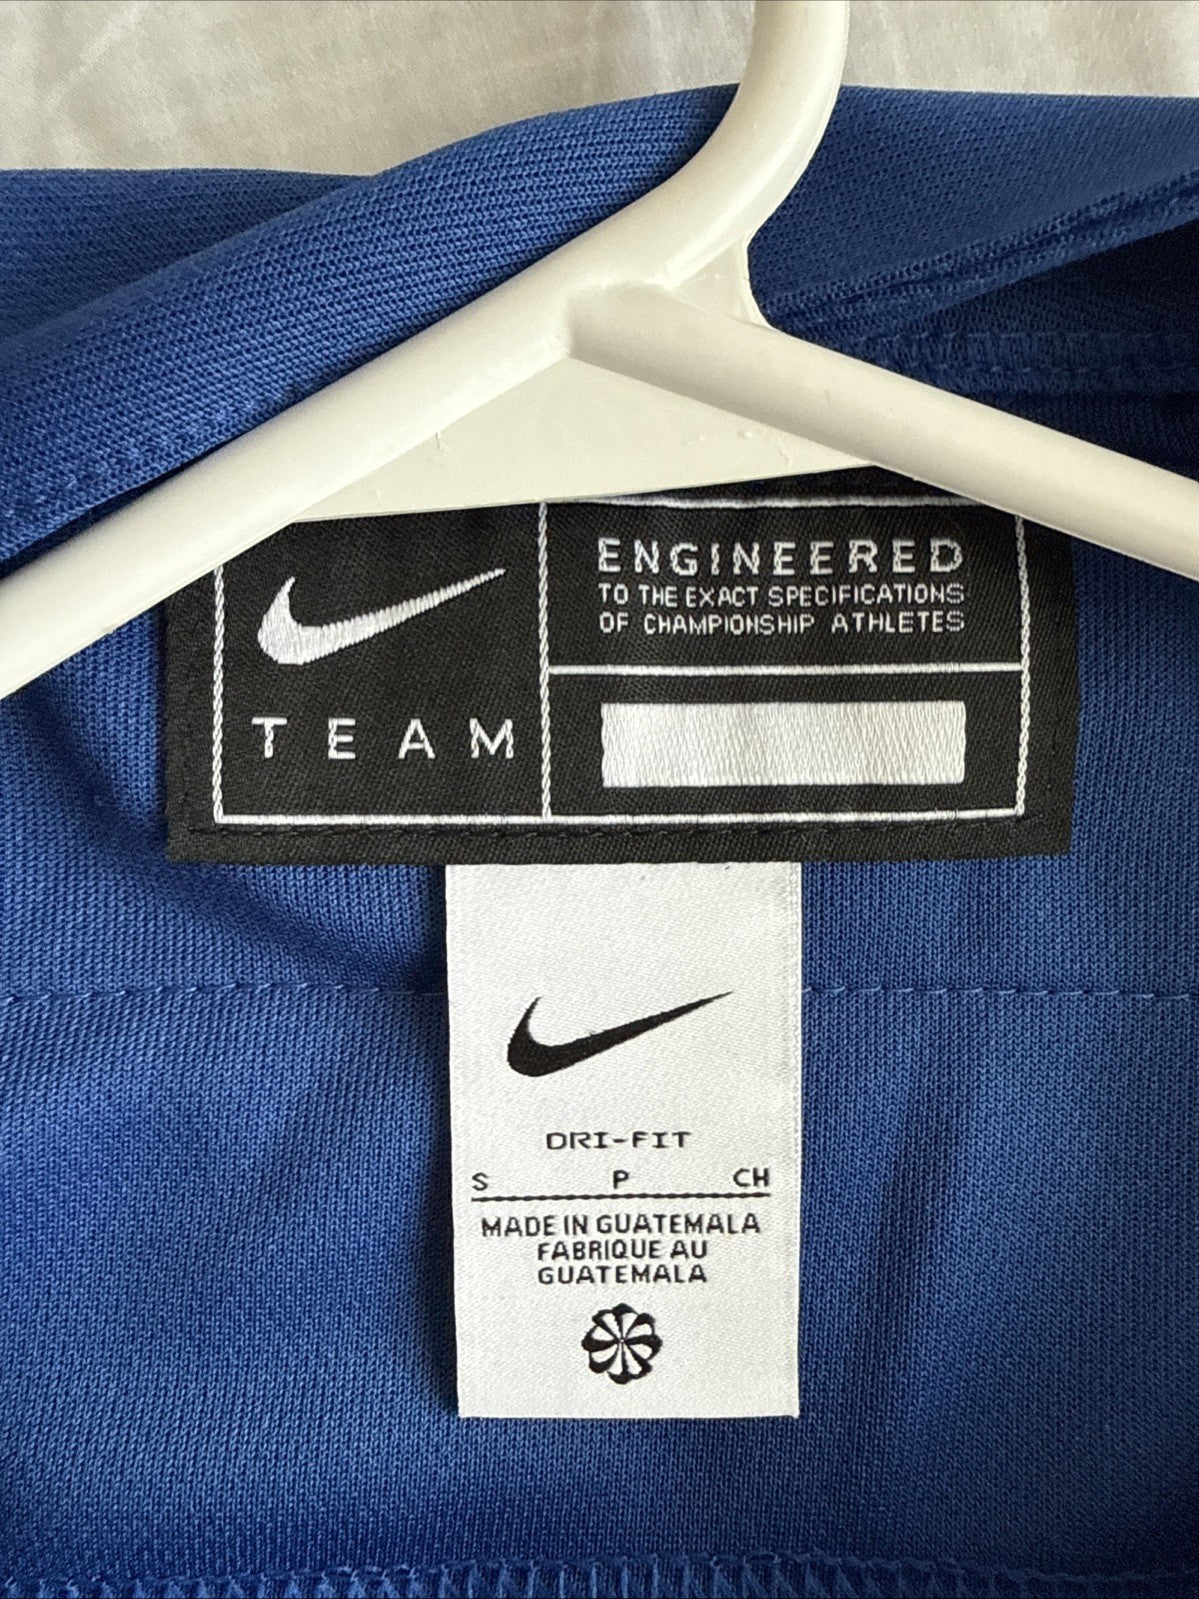 TEAM
ENGINEERED
TO THE EXACT SPECIFICATIONS
OF CHAMPIONSHIP ATHLETES
DRI-FIT
S P CH
MADE IN GUATEMALA
FABRIQUE AU
GUATEMALA